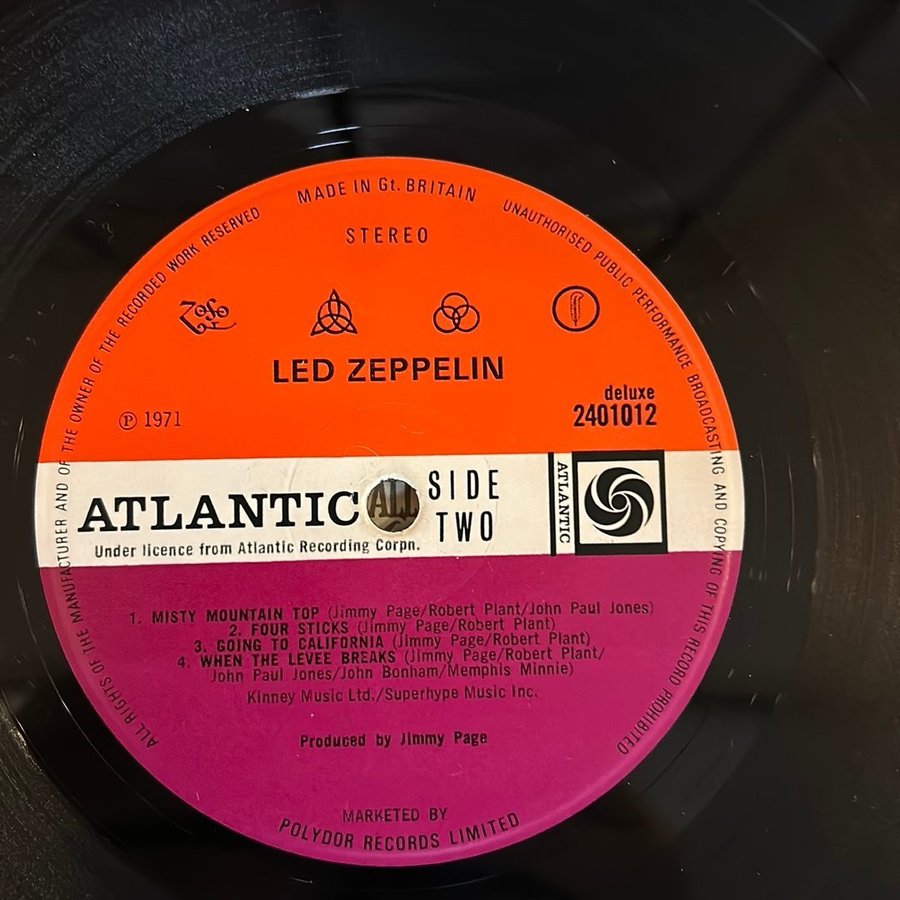 MADE IN Gt. BRITAIN
UNAUTHORISED PUBLIC PERFORMANCE BROADCASTING AND COPYING OF THIS RECORD PROHIBITED
ALL RIGHTS OF THE MANUFACTURER AND OF THE OWNER OF THE RECORDED WORK RESERVED
STEREO
ZoSo
LED ZEPPELIN
deluxe
2401012
℗ 1971
ATLANTIC
ALL
SIDE
TWO
ATLANTIC
Under licence from Atlantic Recording Corpn.
1. MISTY MOUNTAIN TOP (Jimmy Page/Robert Plant/John Paul Jones)
2. FOUR STICKS (Jimmy Page/Robert Plant)
3. GOING TO CALIFORNIA (Jimmy Page/Robert Plant)
4. WHEN THE LEVEE BREAKS (Jimmy Page/Robert Plant/
John Paul Jones/John Bonham/Memphis Minnie)
Kinney Music Ltd./Superhype Music Inc.
Produced by Jimmy Page
MARKETED BY
POLYDOR RECORDS LIMITED